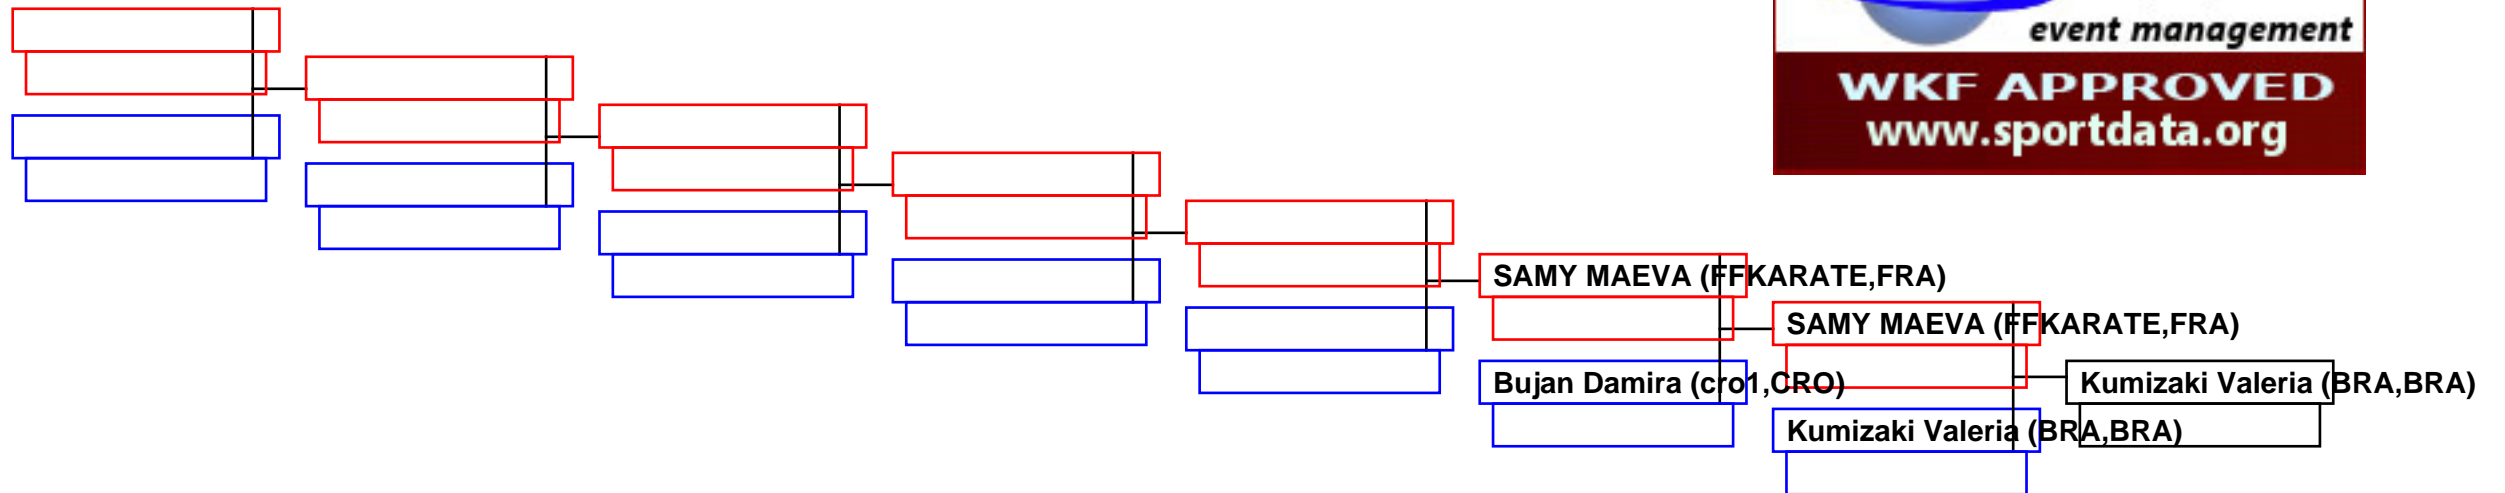 event management
WKF APPROVED
www.sportdata.org
SAMY MAEVA (FFKARATE,FRA)
SAMY MAEVA (FFKARATE,FRA)
Bujan Damira (cro1,CRO)
Kumizaki Valeria (BRA,BRA)
Kumizaki Valeria (BRA,BRA)